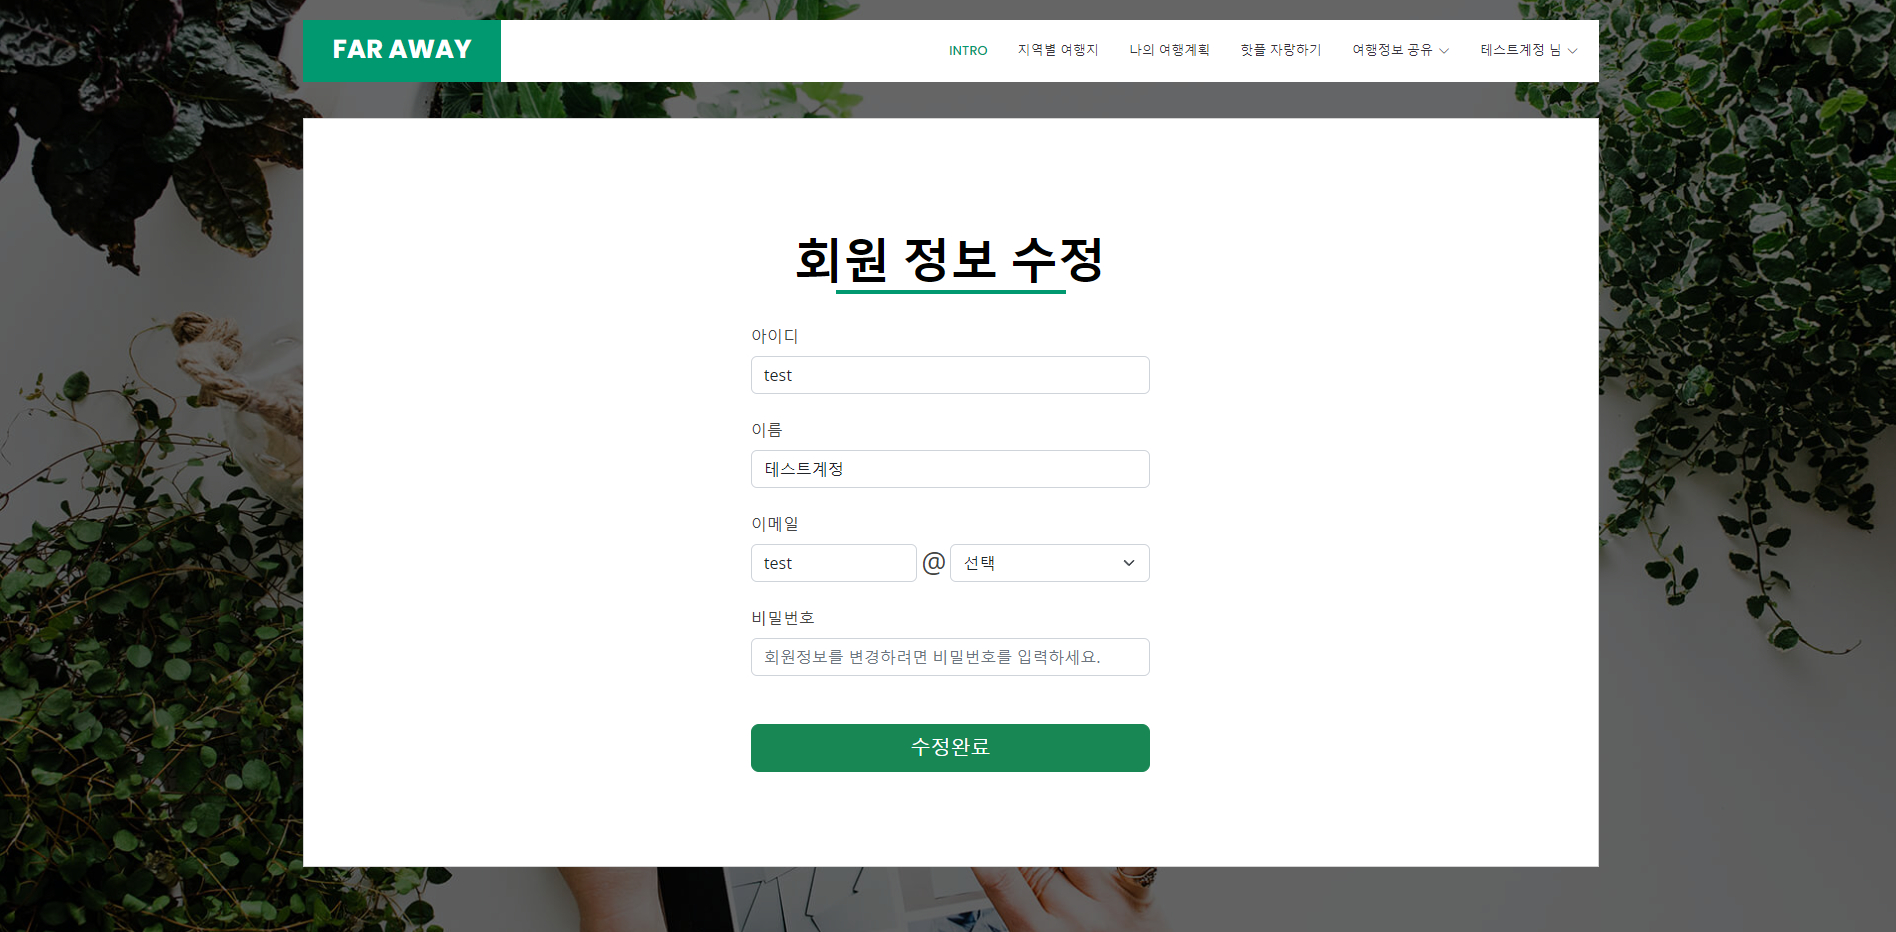 FAR AWAY
INTRO 지역별 여행지 나의 여행계획 핫플 자랑하기 여행정보 공유 테스트계정 님
회원 정보 수정
아이디
test
이름
테스트계정
이메일
test @ 선택
비밀번호
회원정보를 변경하려면 비밀번호를 입력하세요.
수정완료